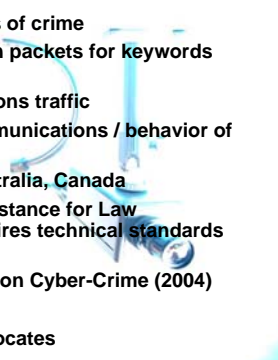 s of crime
packets for keywords
ons traffic
munications / behavior of
tralia, Canada
stance for Law
ires technical standards
on Cyber-Crime (2004)
ocates